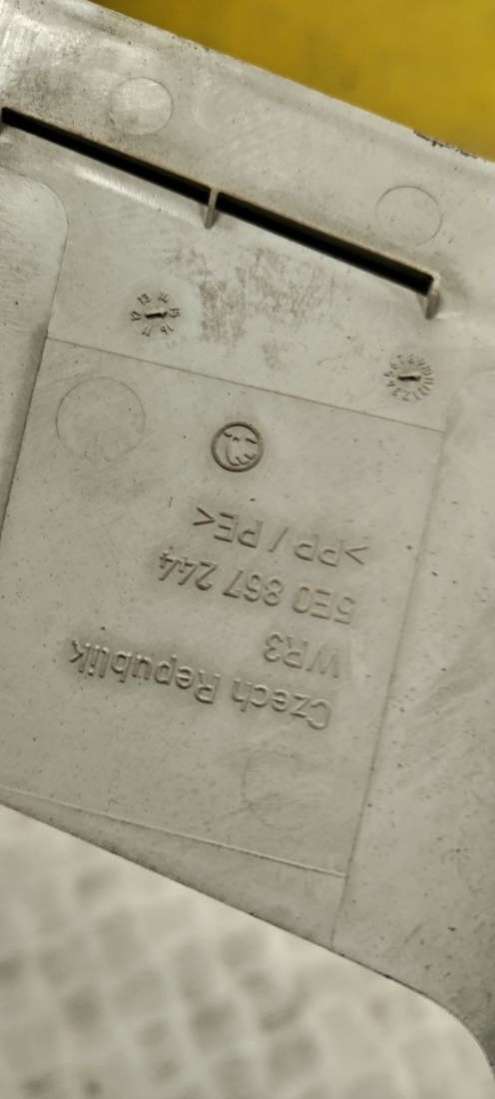 >PP / PE<
5E0 867 244
WR3
Czech Republik